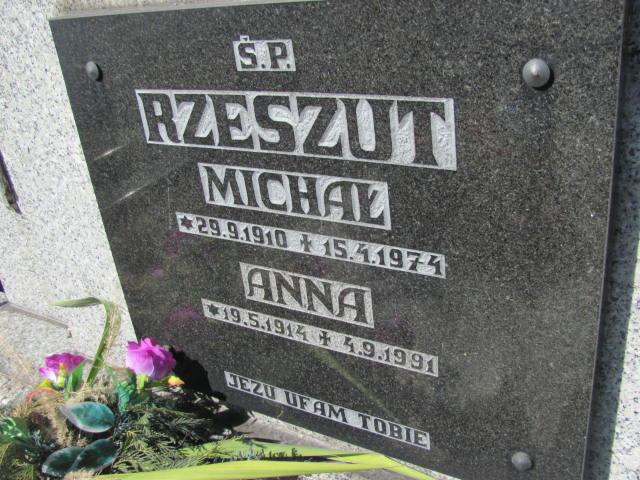 Ś.P.
RZESZUT
MICHAŁ
*29.9.1910 ✝ 15.4.1974
ANNA
*19.5.1914 ✝ 4.9.1991
JEZU UFAM TOBIE